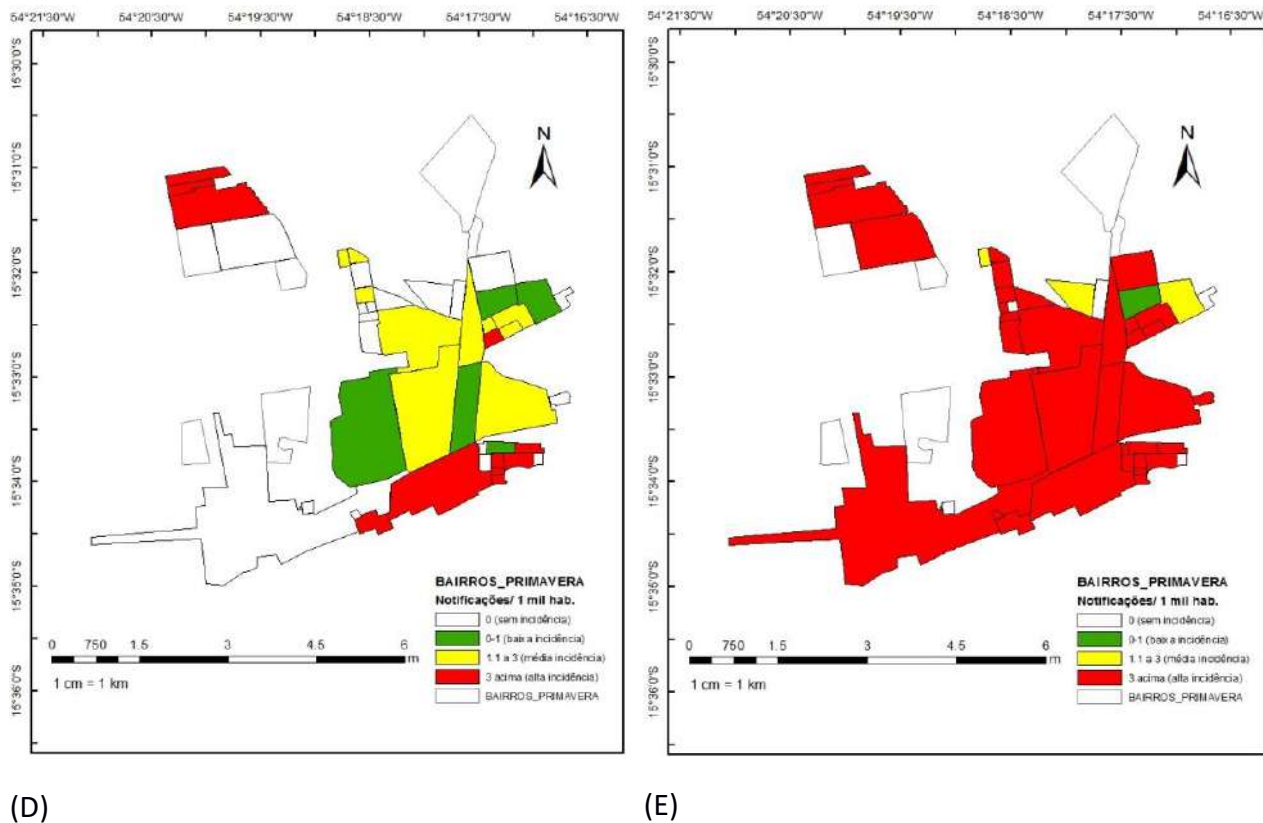 54°21'30"W 54°20'30"W 54°19'30"W 54°18'30"W 54°17'30"W 54°16'30"W
15°30'0"S
15°31'0"S
15°32'0"S
15°33'0"S
15°34'0"S
15°35'0"S
15°36'0"S
N
BAIRROS_PRIMAVERA
Notificações/ 1 mil hab.
0 (sem incidência)
0-1 (baixa incidência)
1.1 a 3 (média incidência)
3 acima (alta incidência)
BAIRROS_PRIMAVERA
0 750 1.5 3 4.5 6
m
1 cm = 1 km
(D)
54°21'30"W 54°20'30"W 54°19'30"W 54°18'30"W 54°17'30"W 54°16'30"W
15°30'0"S
15°31'0"S
15°32'0"S
15°33'0"S
15°34'0"S
15°35'0"S
15°36'0"S
N
BAIRROS_PRIMAVERA
Notificações/ 1 mil hab.
0 (sem incidência)
0-1 (baixa incidência)
1.1 a 3 (média incidência)
3 acima (alta incidência)
BAIRROS_PRIMAVERA
0 750 1.5 3 4.5 6
m
1 cm = 1 km
(E)